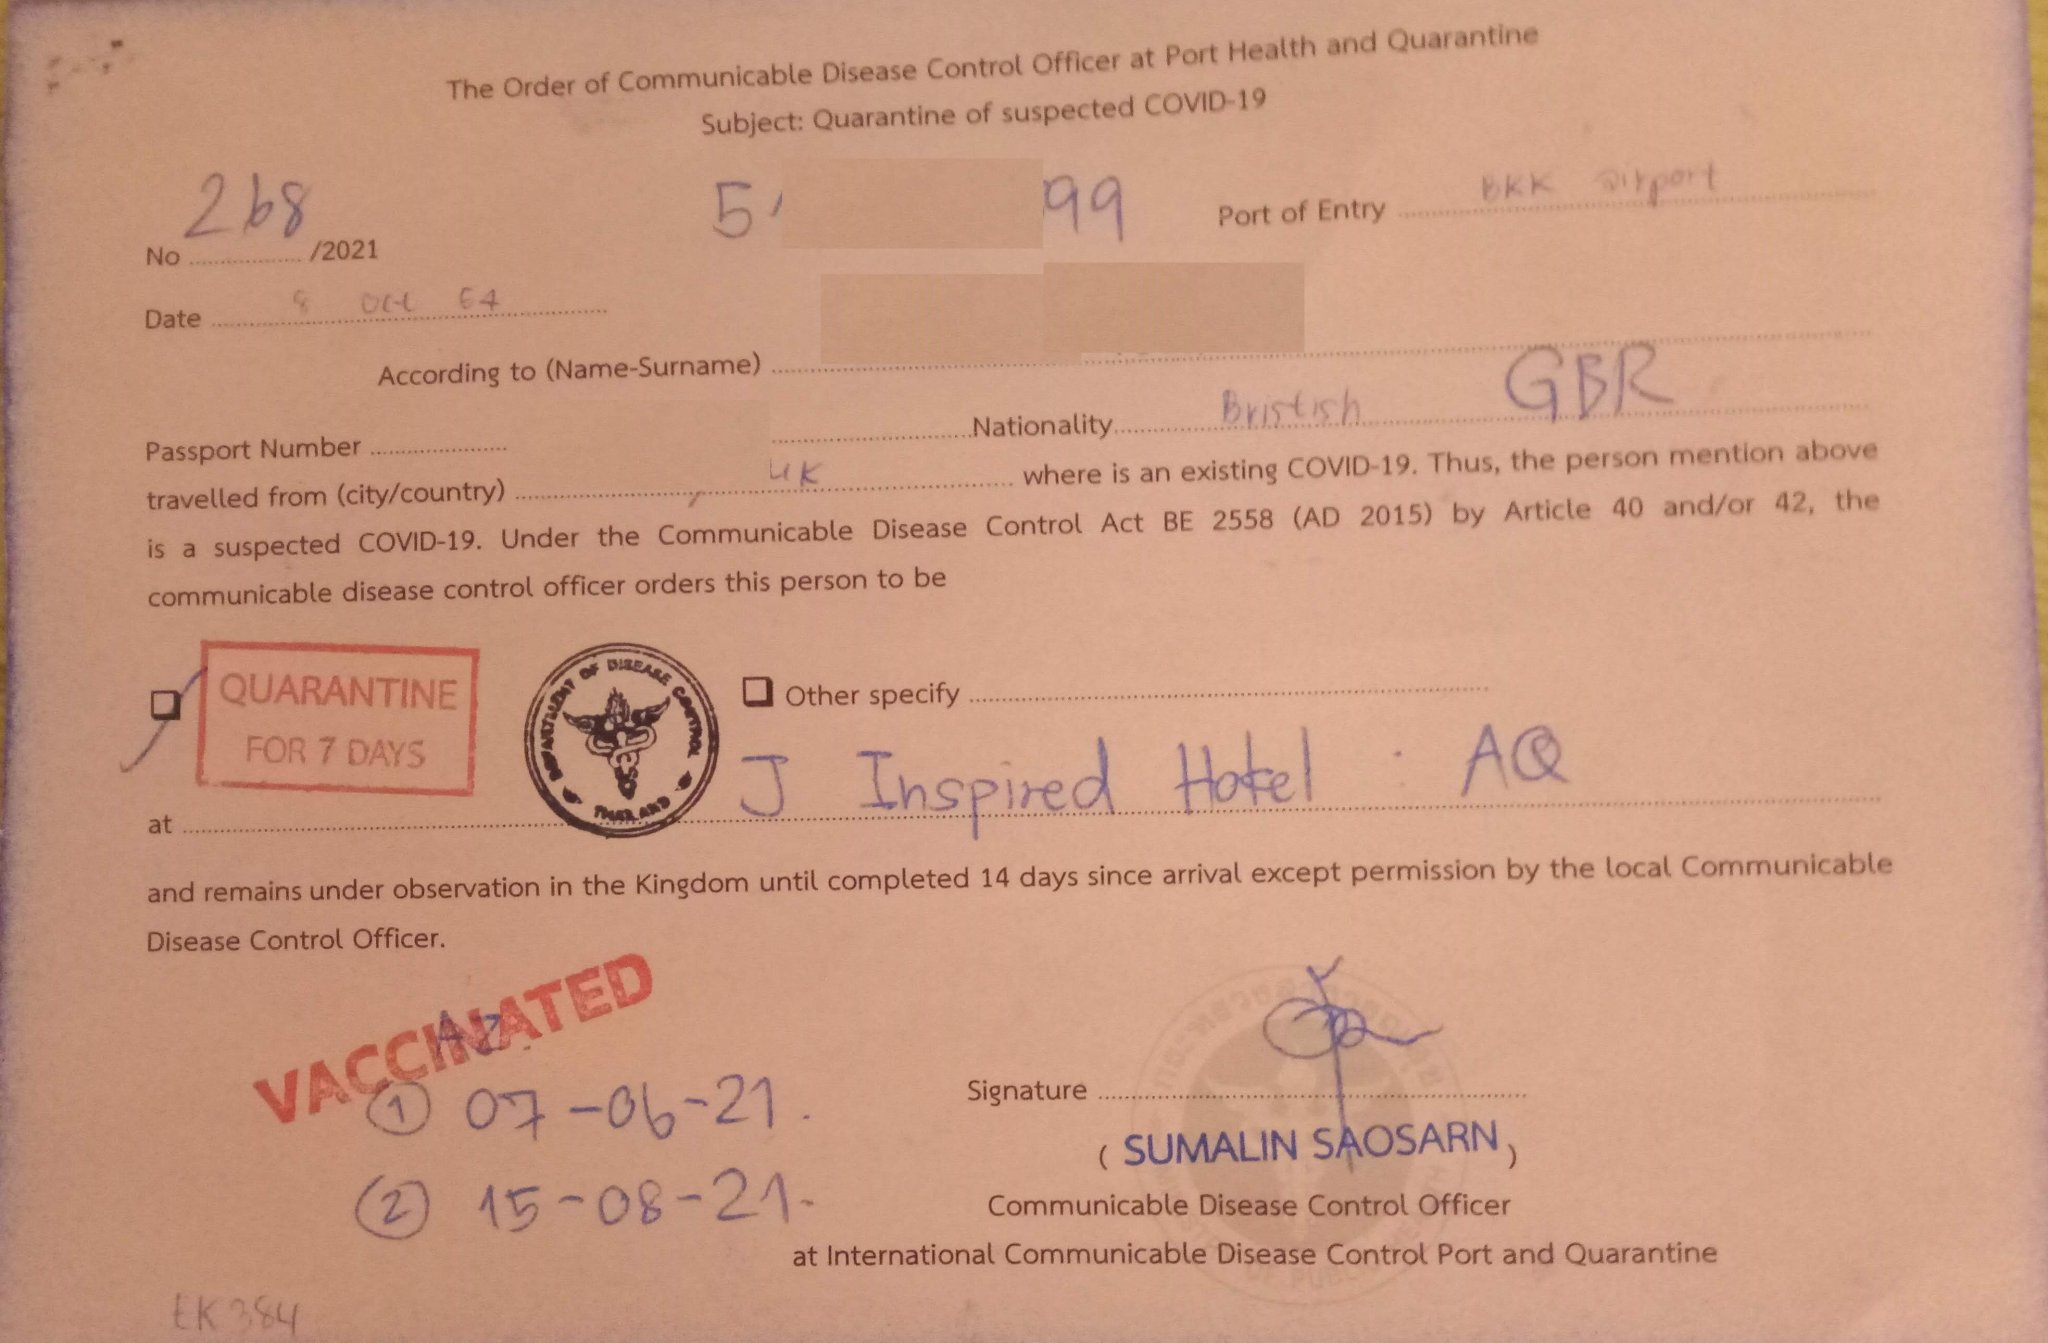 The Order of Communicable Disease Control Officer at Port Health and Quarantine
Subject: Quarantine of suspected COVID-19
No 268 /2021
5 99
Port of Entry BKK airport
Date 8 Oct 64
According to (Name-Surname)
Passport Number Nationality Bristish GBR
travelled from (city/country) UK where is an existing COVID-19. Thus, the person mention above
is a suspected COVID-19. Under the Communicable Disease Control Act BE 2558 (AD 2015) by Article 40 and/or 42, the
communicable disease control officer orders this person to be
QUARANTINE
FOR 7 DAYS
DEPARTMENT OF DISEASE CONTROL
THAILAND
Other specify
at J Inspired Hotel : AQ
and remains under observation in the Kingdom until completed 14 days since arrival except permission by the local Communicable
Disease Control Officer.
VACCINATED
AZ.
1 07-06-21.
2 15-08-21.
Signature
( SUMALIN SAOSARN )
Communicable Disease Control Officer
at International Communicable Disease Control Port and Quarantine
EK 384